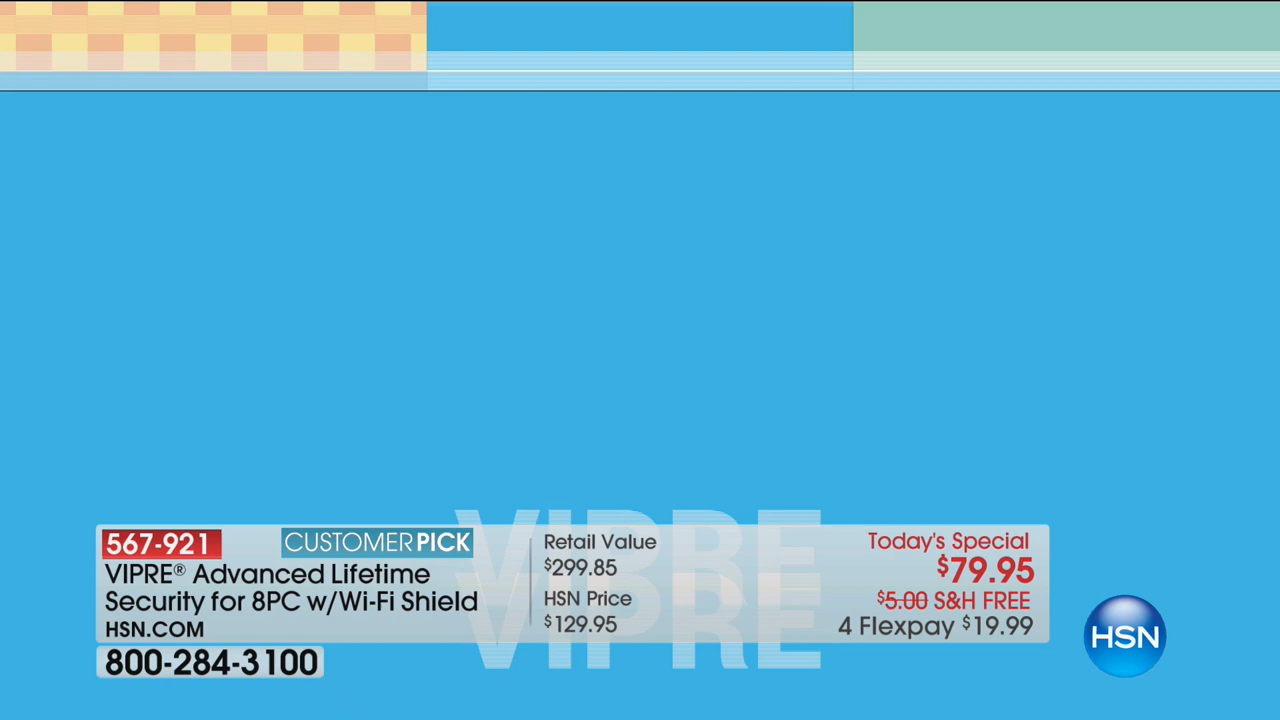 567-921
CUSTOMERPICK
VIPRE® Advanced Lifetime
Security for 8PC w/Wi-Fi Shield
HSN.COM
800-284-3100
Retail Value
$299.85
HSN Price
$129.95
Today's Special
$79.95
$5.00 S&H FREE
4 Flexpay $19.99
VIPRE
VIPRE
HSN